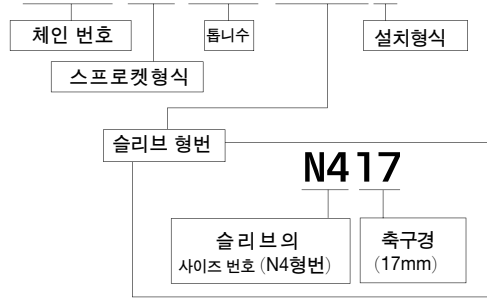 체인 번호
톱니수
설치형식
스프로켓형식
슬리브 형번
N417
슬리브의
사이즈 번호 (N4형번)
축구경
(17mm)